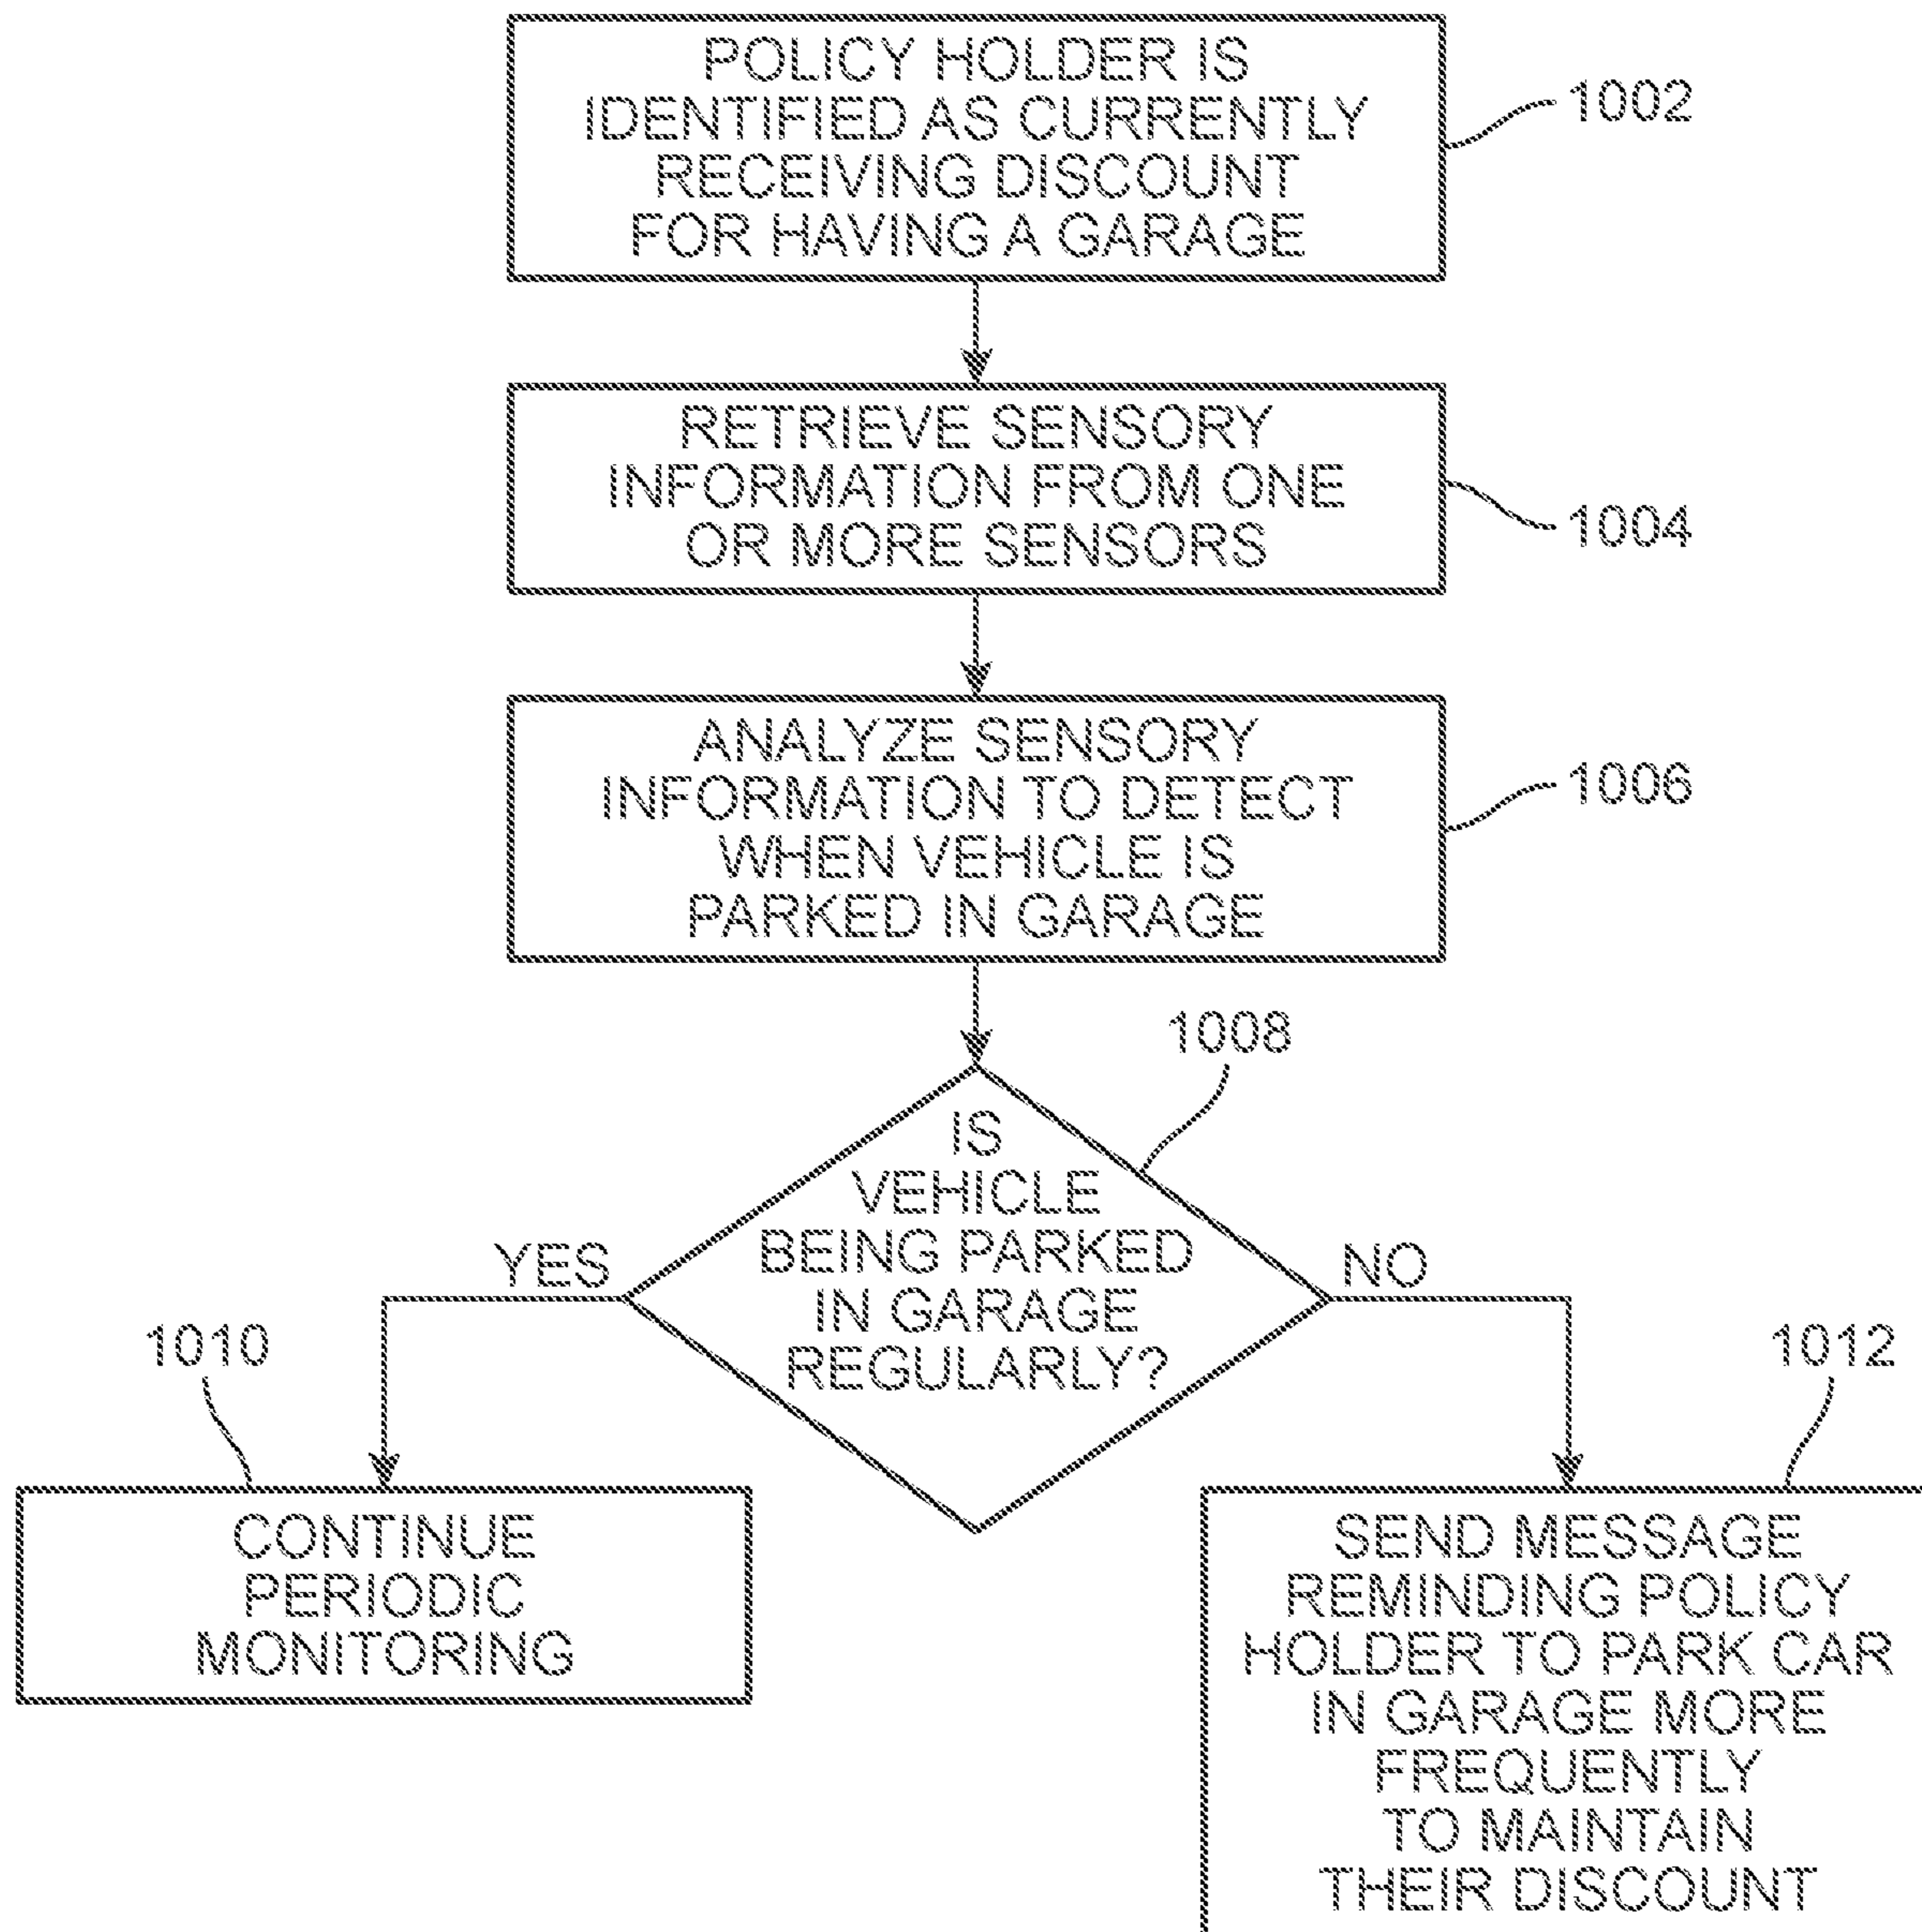 POLICY HOLDER IS
IDENTIFIED AS CURRENTLY
RECEIVING DISCOUNT
FOR HAVING A GARAGE
1002
RETRIEVE SENSORY
INFORMATION FROM ONE
OR MORE SENSORS
1004
ANALYZE SENSORY
INFORMATION TO DETECT
WHEN VEHICLE IS
PARKED IN GARAGE
1006
1008
IS
VEHICLE
BEING PARKED
IN GARAGE
REGULARLY?
YES
NO
1010
CONTINUE
PERIODIC
MONITORING
1012
SEND MESSAGE
REMINDING POLICY
HOLDER TO PARK CAR
IN GARAGE MORE
FREQUENTLY
TO MAINTAIN
THEIR DISCOUNT